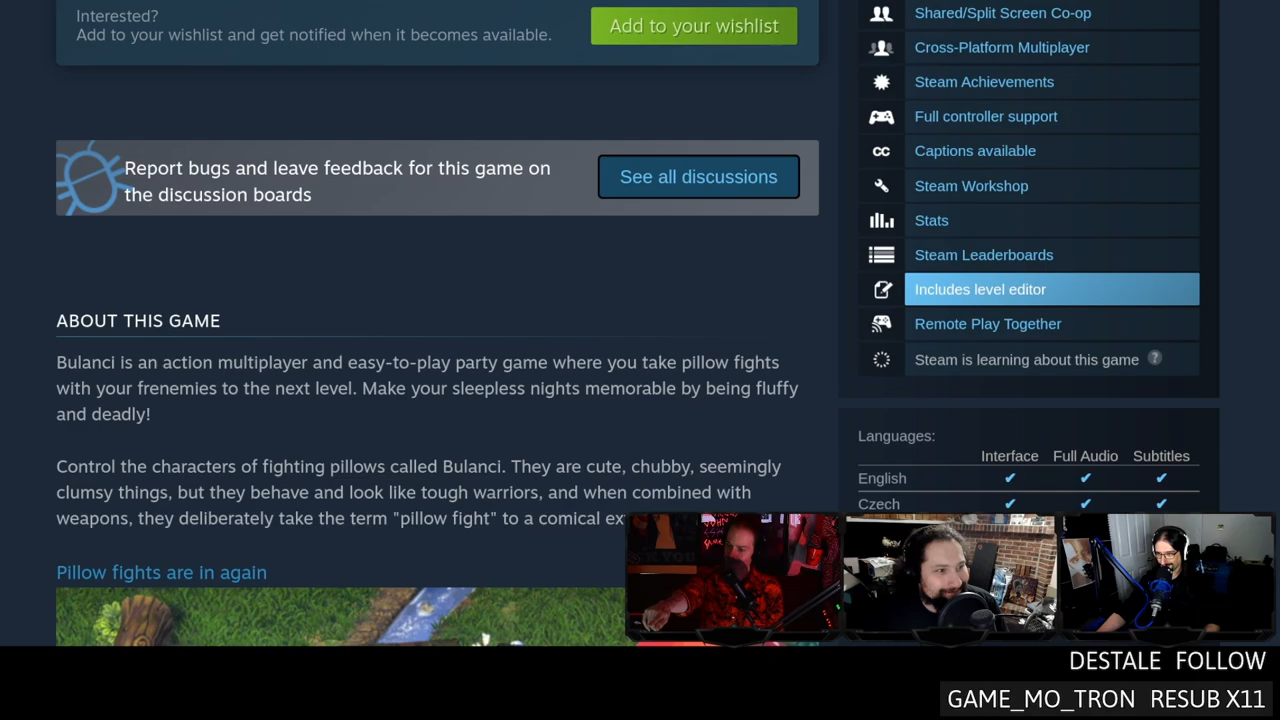 Interested?
Add to your wishlist and get notified when it becomes available.
Add to your wishlist
Report bugs and leave feedback for this game on
the discussion boards
See all discussions
ABOUT THIS GAME
Bulanci is an action multiplayer and easy-to-play party game where you take pillow fights
with your frenemies to the next level. Make your sleepless nights memorable by being fluffy
and deadly!
Control the characters of fighting pillows called Bulanci. They are cute, chubby, seemingly
clumsy things, but they behave and look like tough warriors, and when combined with
weapons, they deliberately take the term "pillow fight" to a comical ex
Pillow fights are in again
Shared/Split Screen Co-op
Cross-Platform Multiplayer
Steam Achievements
Full controller support
CC Captions available
Steam Workshop
Stats
Steam Leaderboards
Includes level editor
Remote Play Together
Steam is learning about this game ?
Languages:
Interface Full Audio Subtitles
English ✔ ✔ ✔
Czech ✔ ✔ ✔
DESTALE FOLLOW
GAME_MO_TRON RESUB X11